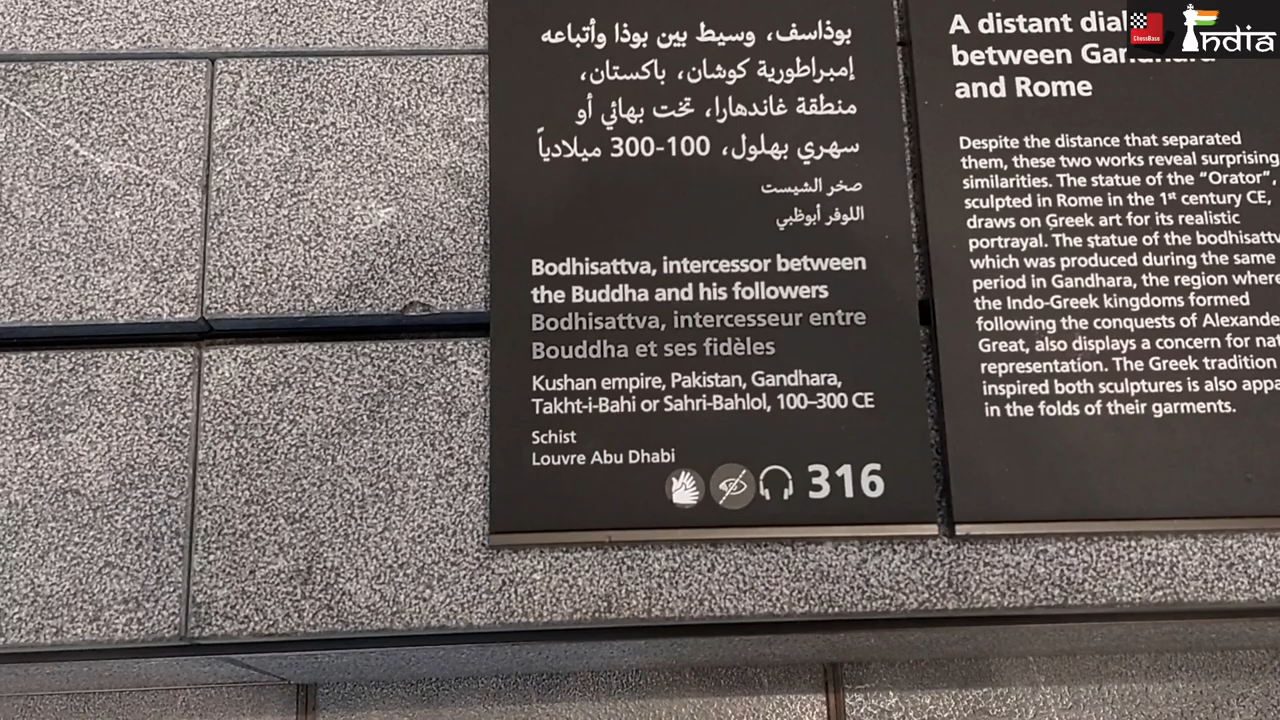 بوذاسف، وسيط بين بوذا وأتباعه
إمبراطورية كوشان، باكستان،
منطقة غاندهارا، تخت بهائي أو
سهري بهلول، 100-300 ميلادياً
صخر الشيست
اللوفر أبوظبي
Bodhisattva, intercessor between
the Buddha and his followers
Bodhisattva, intercesseur entre
Bouddha et ses fidèles
Kushan empire, Pakistan, Gandhara,
Takht-i-Bahi or Sahri-Bahlol, 100–300 CE
Schist
Louvre Abu Dhabi
316
A distant
between
and Rome
Despite the distance that separated
them, these two works reveal surprising
similarities. The statue of the “Orator”,
sculpted in Rome in the 1st century CE,
draws on Greek art for its realistic
portrayal. The statue of the
which was produced during the same
period in Gandhara, the region where
the Indo-Greek kingdoms formed
following the conquests of
Great, also displays a concern for
representation. The Greek tradition
inspired both sculptures is also
in the folds of their garments.
ChessBase
India